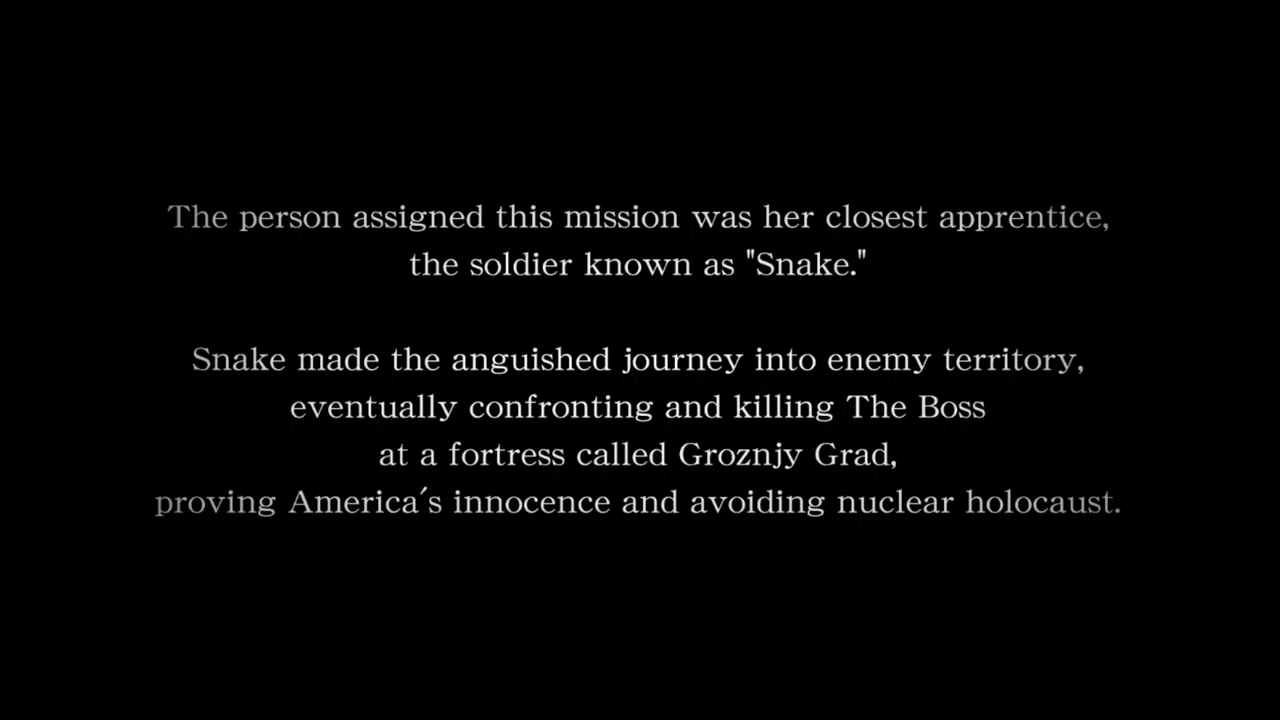 The person assigned this mission was her closest apprentice,
the soldier known as "Snake."
Snake made the anguished journey into enemy territory,
eventually confronting and killing The Boss
at a fortress called Groznjy Grad,
proving America's innocence and avoiding nuclear holocaust.